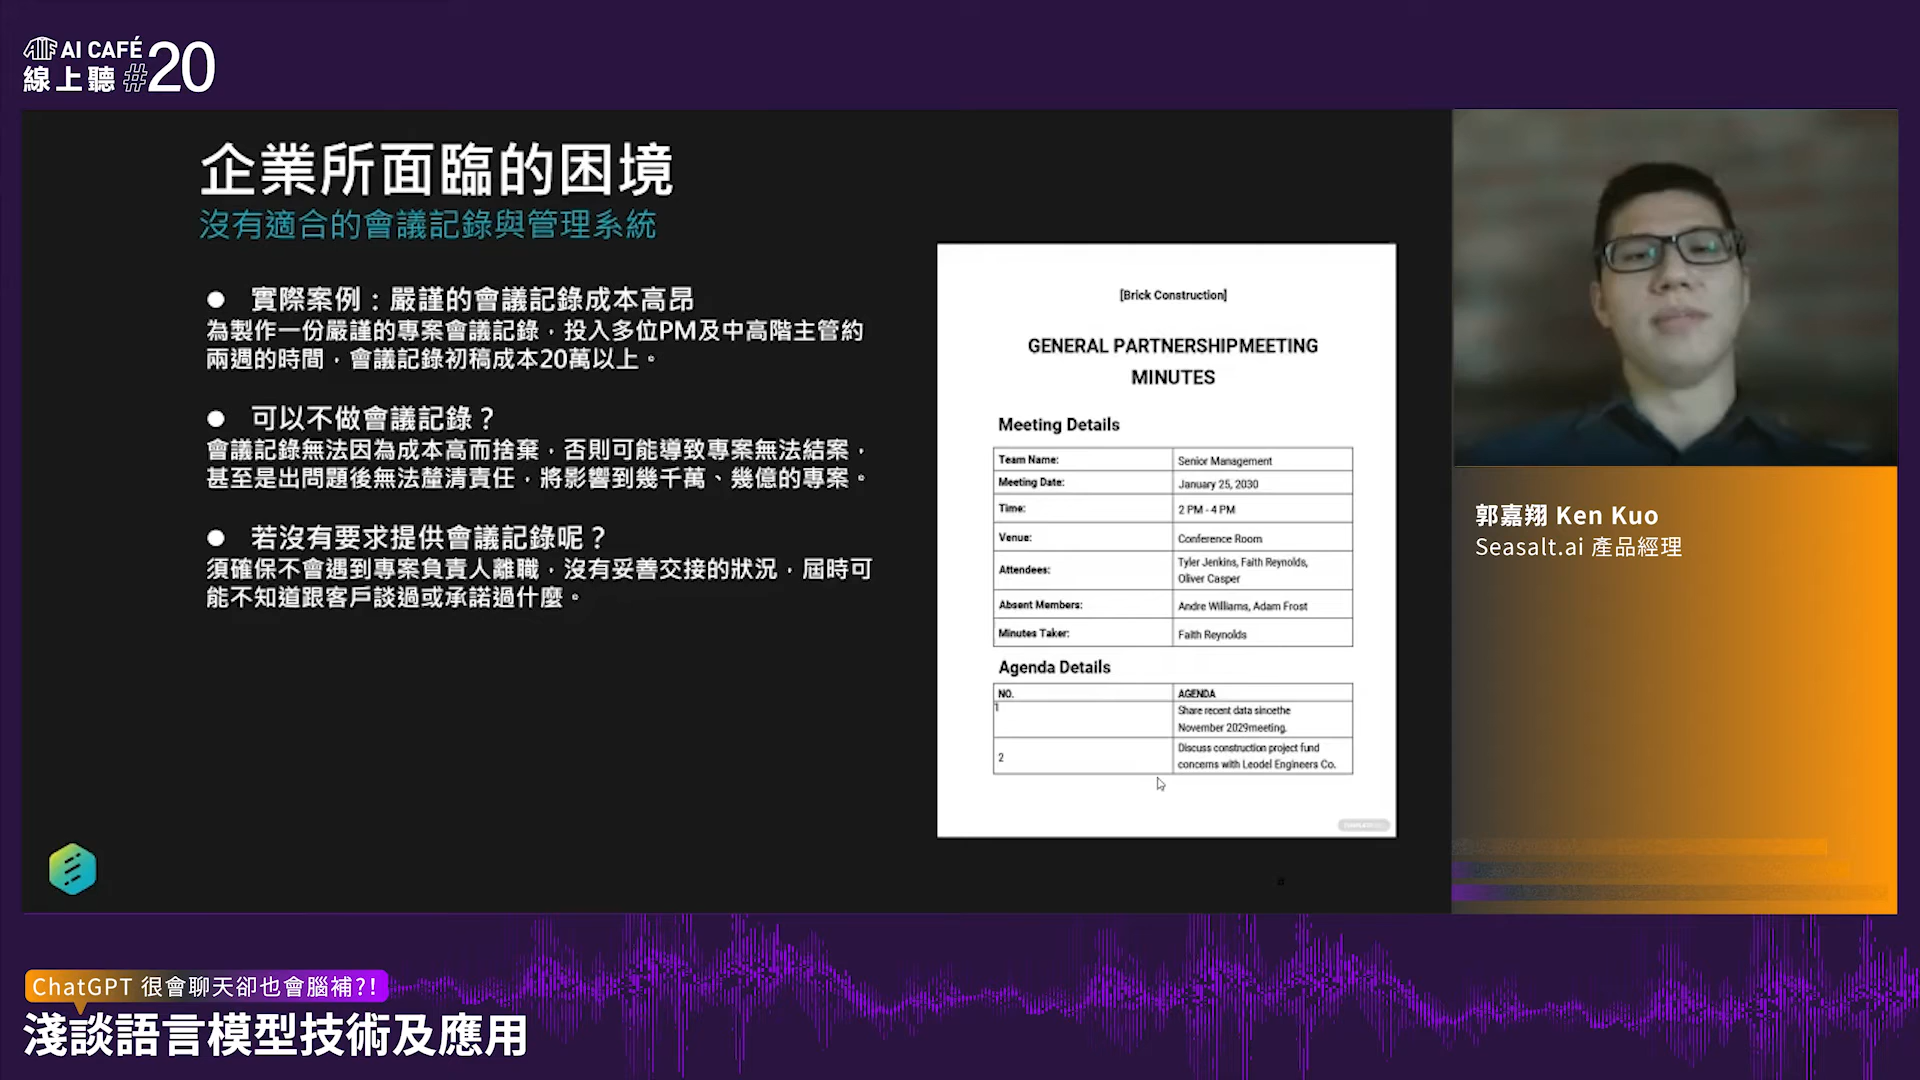 AIF AI CAFÉ
線上聽 #20
企業所面臨的困境
沒有適合的會議記錄與管理系統
● 實際案例：嚴謹的會議記錄成本高昂
為製作一份嚴謹的專案會議記錄，投入多位PM及中高階主管約
兩週的時間，會議記錄初稿成本20萬以上。
● 可以不做會議記錄？
會議記錄無法因為成本高而捨棄，否則可能導致專案無法結案，
甚至是出問題後無法釐清責任，將影響到幾千萬、幾億的專案。
● 若沒有要求提供會議記錄呢？
須確保不會遇到專案負責人離職，沒有妥善交接的狀況，屆時可
能不知道跟客戶談過或承諾過什麼。
[Brick Construction]
GENERAL PARTNERSHIPMEETING
MINUTES
Meeting Details
Team Name: Senior Management
Meeting Date: January 25, 2030
Time: 2 PM - 4 PM
Venue: Conference Room
Attendees: Tyler Jenkins, Faith Reynolds,
Oliver Casper
Absent Members: Andre Williams, Adam Frost
Minutes Taker: Faith Reynolds
Agenda Details
NO. AGENDA
1 Share recent data sincethe
November 2029meeting.
2 Discuss construction project fund
concerns with Leodel Engineers Co.
郭嘉翔 Ken Kuo
Seasalt.ai 產品經理
ChatGPT 很會聊天卻也會腦補?!
淺談語言模型技術及應用